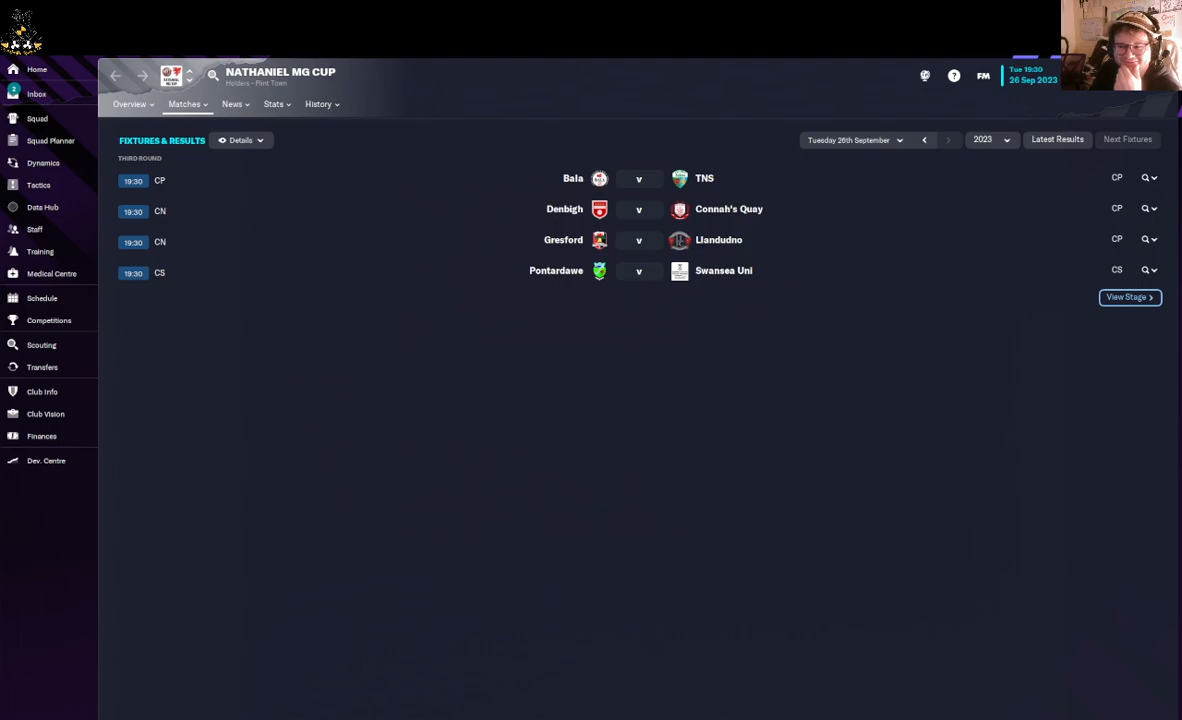 NATHANIEL MG CUP
Holders - Flint Town
Tue 19:30
26 Sep 2023
FM
Home
2
Inbox
Squad
Squad Planner
Dynamics
Tactics
Data Hub
Staff
Training
Medical Centre
Schedule
Competitions
Scouting
Transfers
Club Info
Club Vision
Finances
Dev. Centre
Overview Matches News Stats History
FIXTURES & RESULTS Details Tuesday 26th September 2023 Latest Results Next Fixtures
THIRD ROUND
19:30 CP Bala v TNS CP
19:30 CN Denbigh v Connah's Quay CP
19:30 CN Gresford v Llandudno CP
19:30 CS Pontardawe v Swansea Uni CS
View Stage